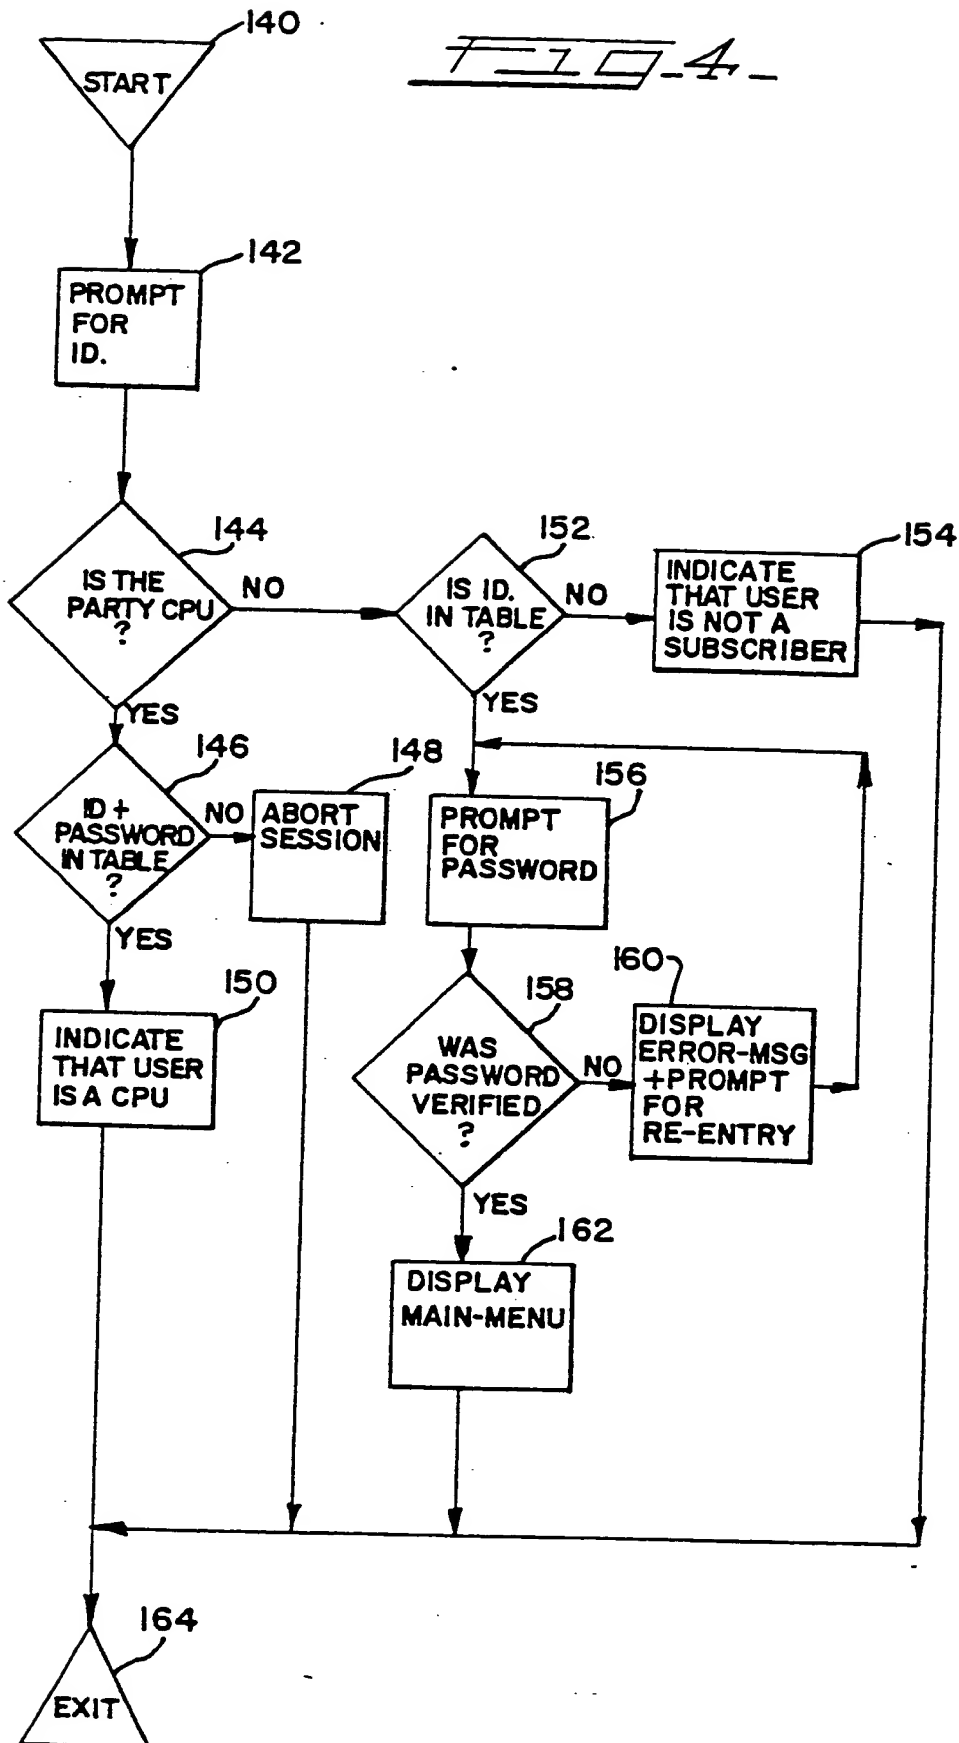 140
Fig. 4.
START
142
PROMPT
FOR
ID.
144
IS THE
PARTY CPU
?
NO
YES
152
IS ID.
IN TABLE
?
NO
YES
154
INDICATE
THAT USER
IS NOT A
SUBSCRIBER
146
ID +
PASSWORD
IN TABLE
?
NO
YES
148
ABORT
SESSION
156
PROMPT
FOR
PASSWORD
150
INDICATE
THAT USER
IS A CPU
158
WAS
PASSWORD
VERIFIED
?
NO
YES
160
DISPLAY
ERROR-MSG
+PROMPT
FOR
RE-ENTRY
162
DISPLAY
MAIN-MENU
164
EXIT